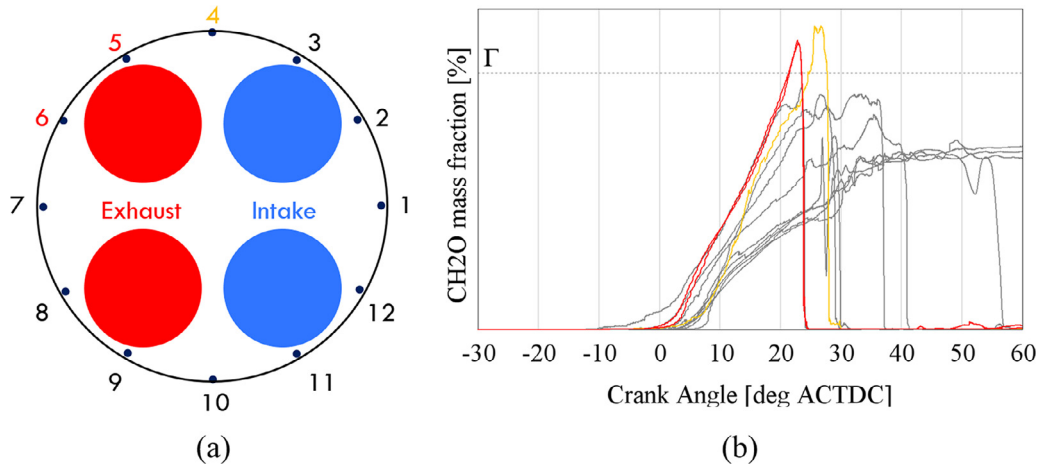 4
5
3
6
2
7
Exhaust
Intake
1
8
12
9
11
10
(a)
Γ
CH2O mass fraction [%]
-30 -20 -10 0 10 20 30 40 50 60
Crank Angle [deg ACTDC]
(b)